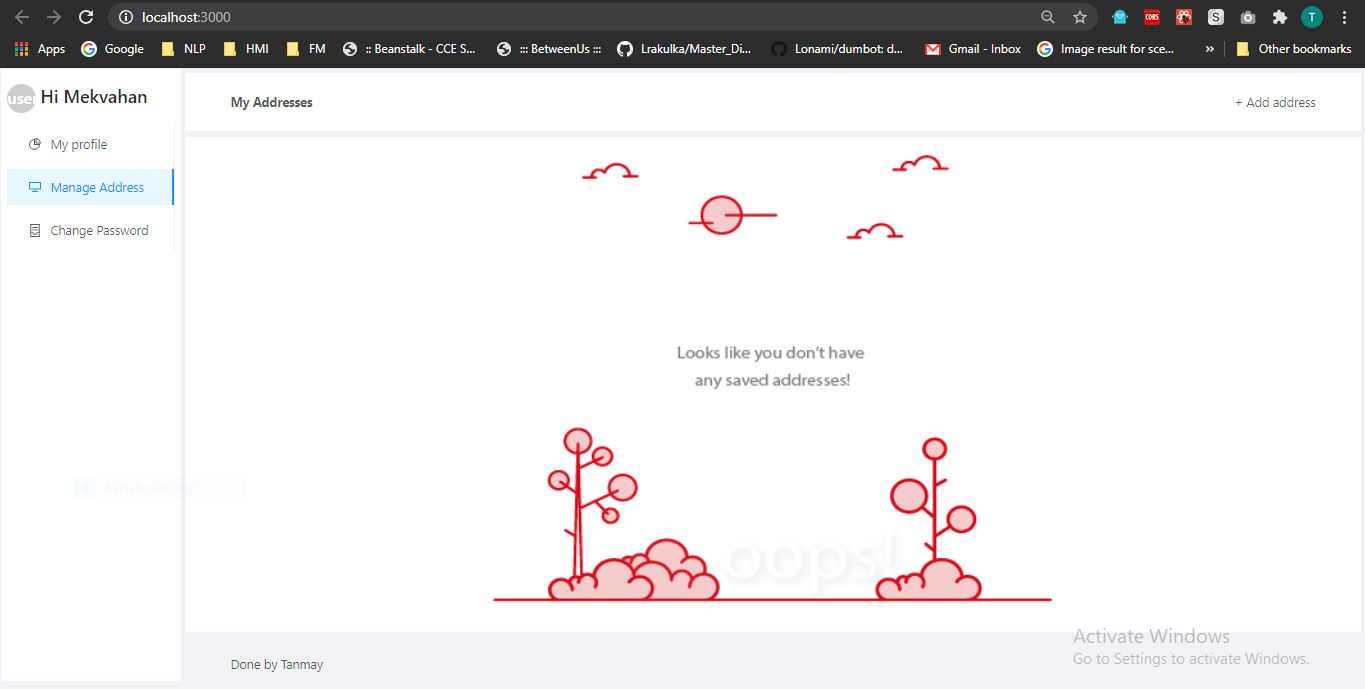 localhost:3000
CORS
S
T
Apps
Google
NLP
HMI
FM
:: Beanstalk - CCE S...
::: BetweenUs :::
Lrakulka/Master_Di...
Lonami/dumbot: d...
Gmail - Inbox
Image result for sce...
»
Other bookmarks
user
Hi Mekvahan
My Addresses
+ Add address
My profile
Manage Address
Change Password
Looks like you don’t have
any saved addresses!
Rectangular Snip
oops!
Activate Windows
Go to Settings to activate Windows.
Done by Tanmay